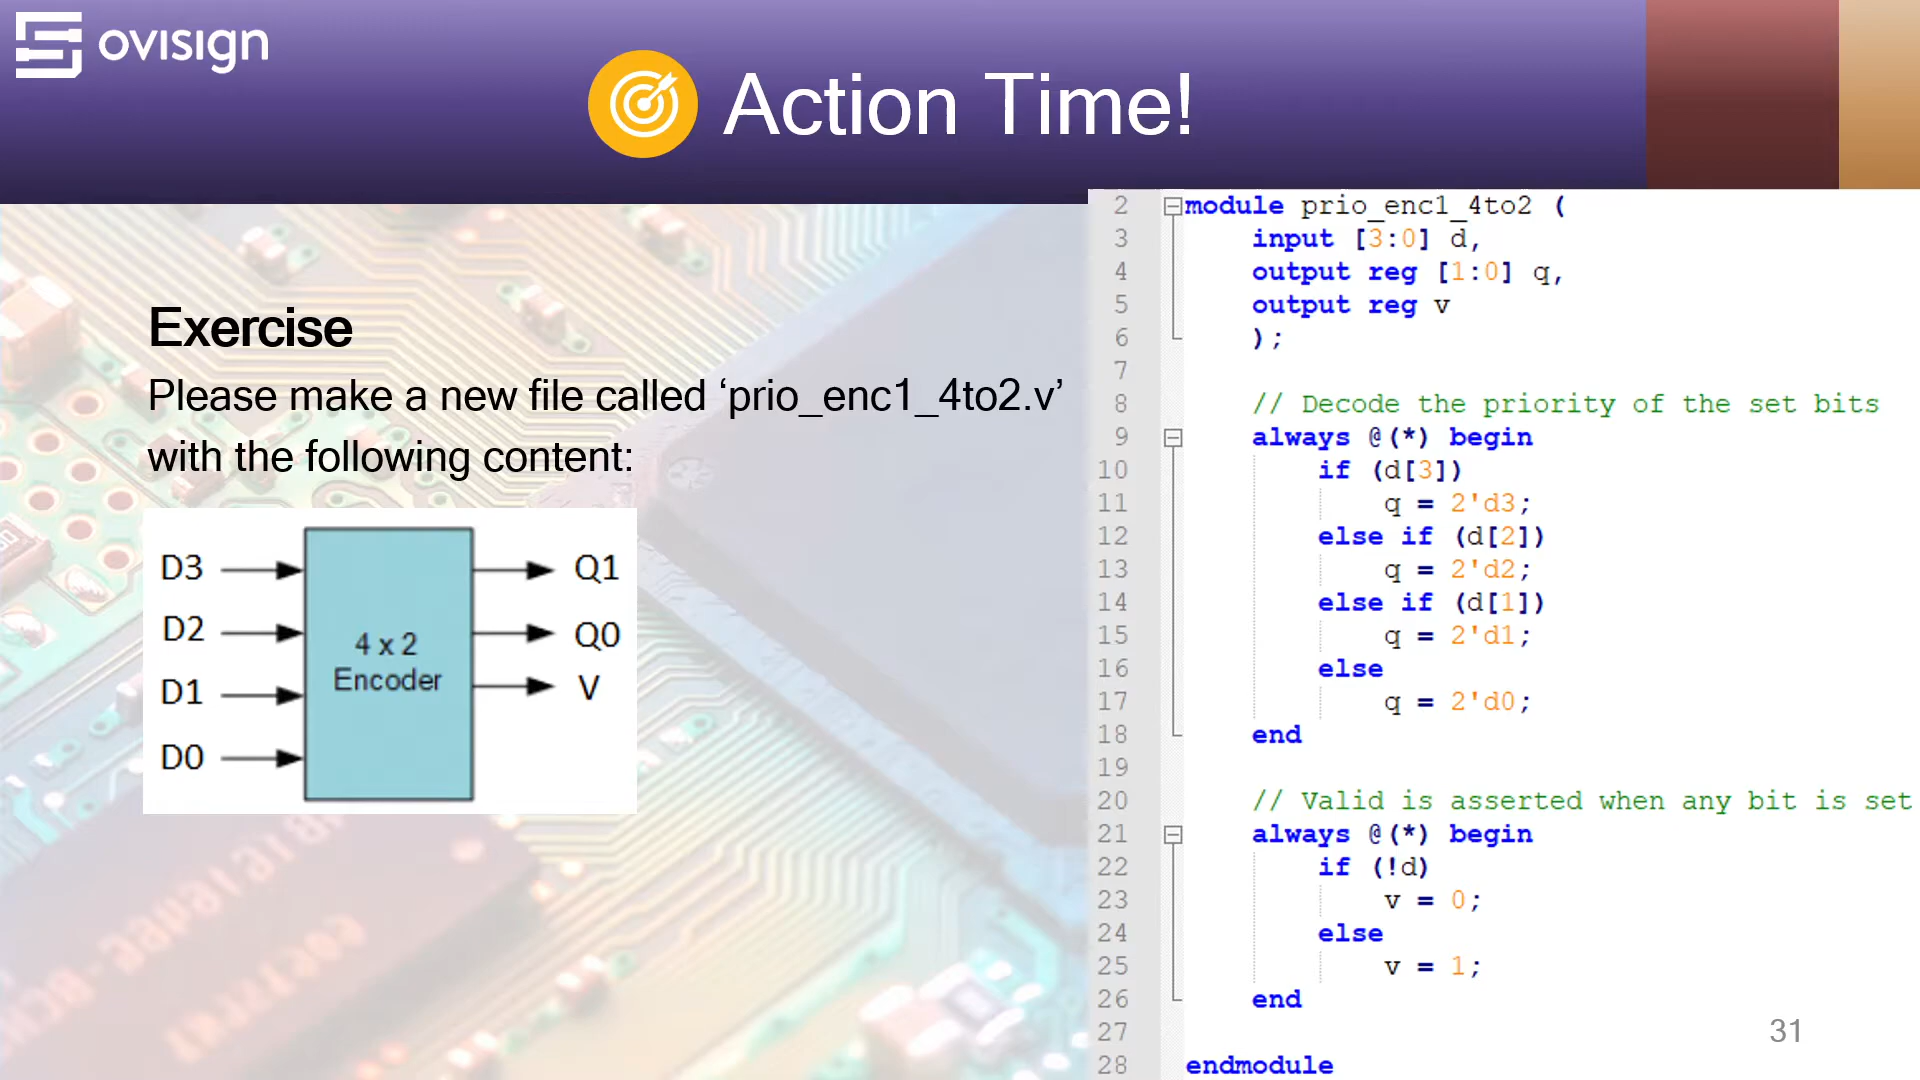 ovisign
Action Time!
Exercise
Please make a new file called ‘prio_enc1_4to2.v’
with the following content:
D3
D2
D1
D0
4 x 2
Encoder
Q1
Q0
V
2 module prio_enc1_4to2 (
3 input [3:0] d,
4 output reg [1:0] q,
5 output reg v
6 );
7
8 // Decode the priority of the set bits
9 always @(*) begin
10 if (d[3])
11 q = 2'd3;
12 else if (d[2])
13 q = 2'd2;
14 else if (d[1])
15 q = 2'd1;
16 else
17 q = 2'd0;
18 end
19
20 // Valid is asserted when any bit is set
21 always @(*) begin
22 if (!d)
23 v = 0;
24 else
25 v = 1;
26 end
27
28 endmodule
31